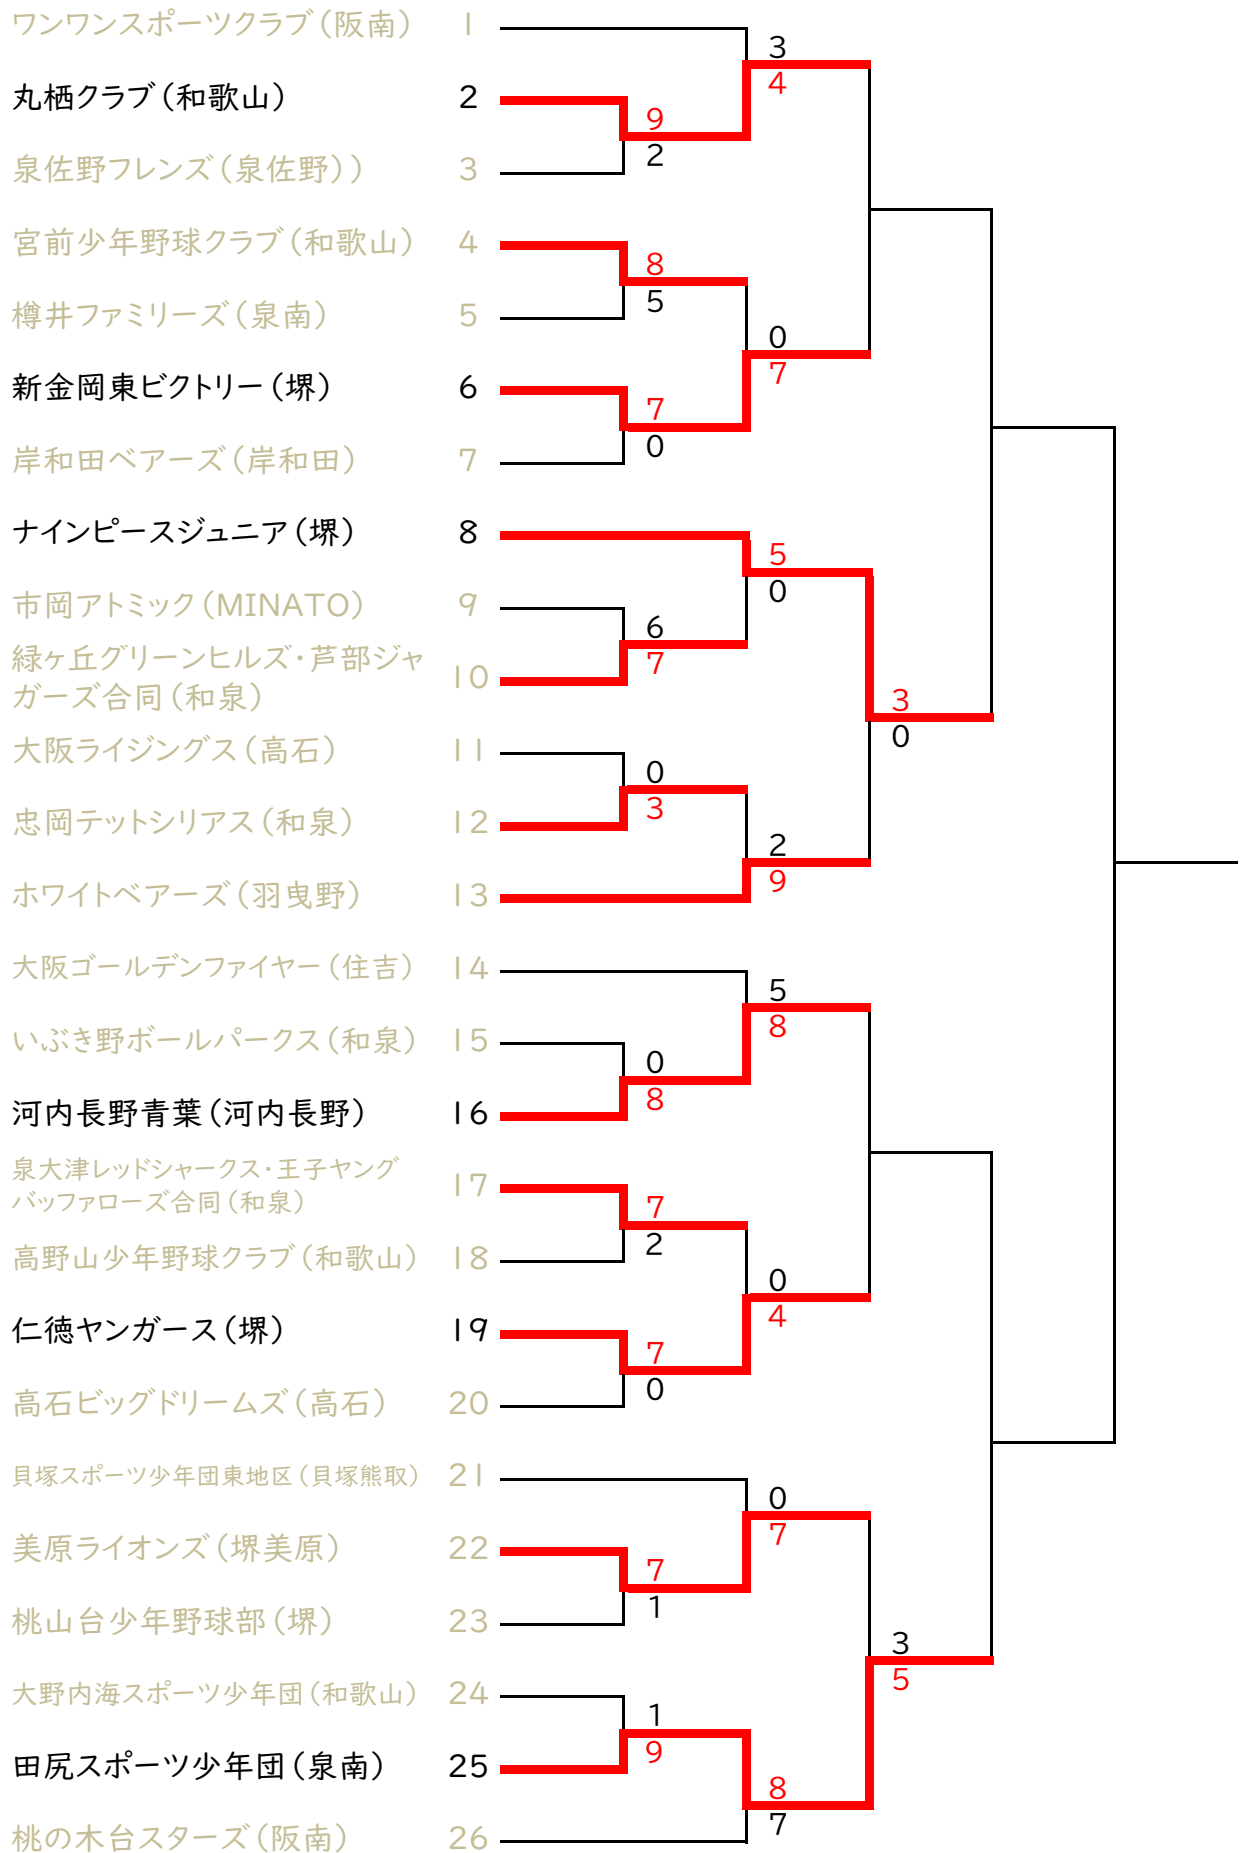 ワンワンスポーツクラブ(阪南) 1
3
4
丸栖クラブ(和歌山) 2
9
2
泉佐野フレンズ(泉佐野)) 3
宮前少年野球クラブ(和歌山) 4
8
5
樽井ファミリーズ(泉南) 5
0
7
新金岡東ビクトリー(堺) 6
7
0
岸和田ベアーズ(岸和田) 7
ナインピースジュニア(堺) 8
5
0
市岡アトミック(MINATO) 9
6
7
緑ヶ丘グリーンヒルズ・芦部ジャ
ガーズ合同(和泉) 10
3
0
大阪ライジングス(高石) 11
0
3
忠岡テットシリアス(和泉) 12
2
9
ホワイトベアーズ(羽曳野) 13
大阪ゴールデンファイヤー(住吉) 14
5
8
いぶき野ボールパークス(和泉) 15
0
8
河内長野青葉(河内長野) 16
泉大津レッドシャークス・王子ヤング
バッファローズ合同(和泉) 17
7
2
高野山少年野球クラブ(和歌山) 18
0
4
仁徳ヤンガース(堺) 19
7
0
高石ビッグドリームズ(高石) 20
貝塚スポーツ少年団東地区(貝塚熊取) 21
0
7
美原ライオンズ(堺美原) 22
7
1
桃山台少年野球部(堺) 23
3
5
大野内海スポーツ少年団(和歌山) 24
1
9
田尻スポーツ少年団(泉南) 25
8
7
桃の木台スターズ(阪南) 26